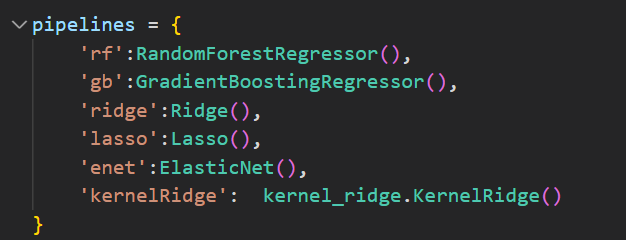 pipelines = {
'rf':RandomForestRegressor(),
'gb':GradientBoostingRegressor(),
'ridge':Ridge(),
'lasso':Lasso(),
'enet':ElasticNet(),
'kernelRidge':  kernel_ridge.KernelRidge()
}